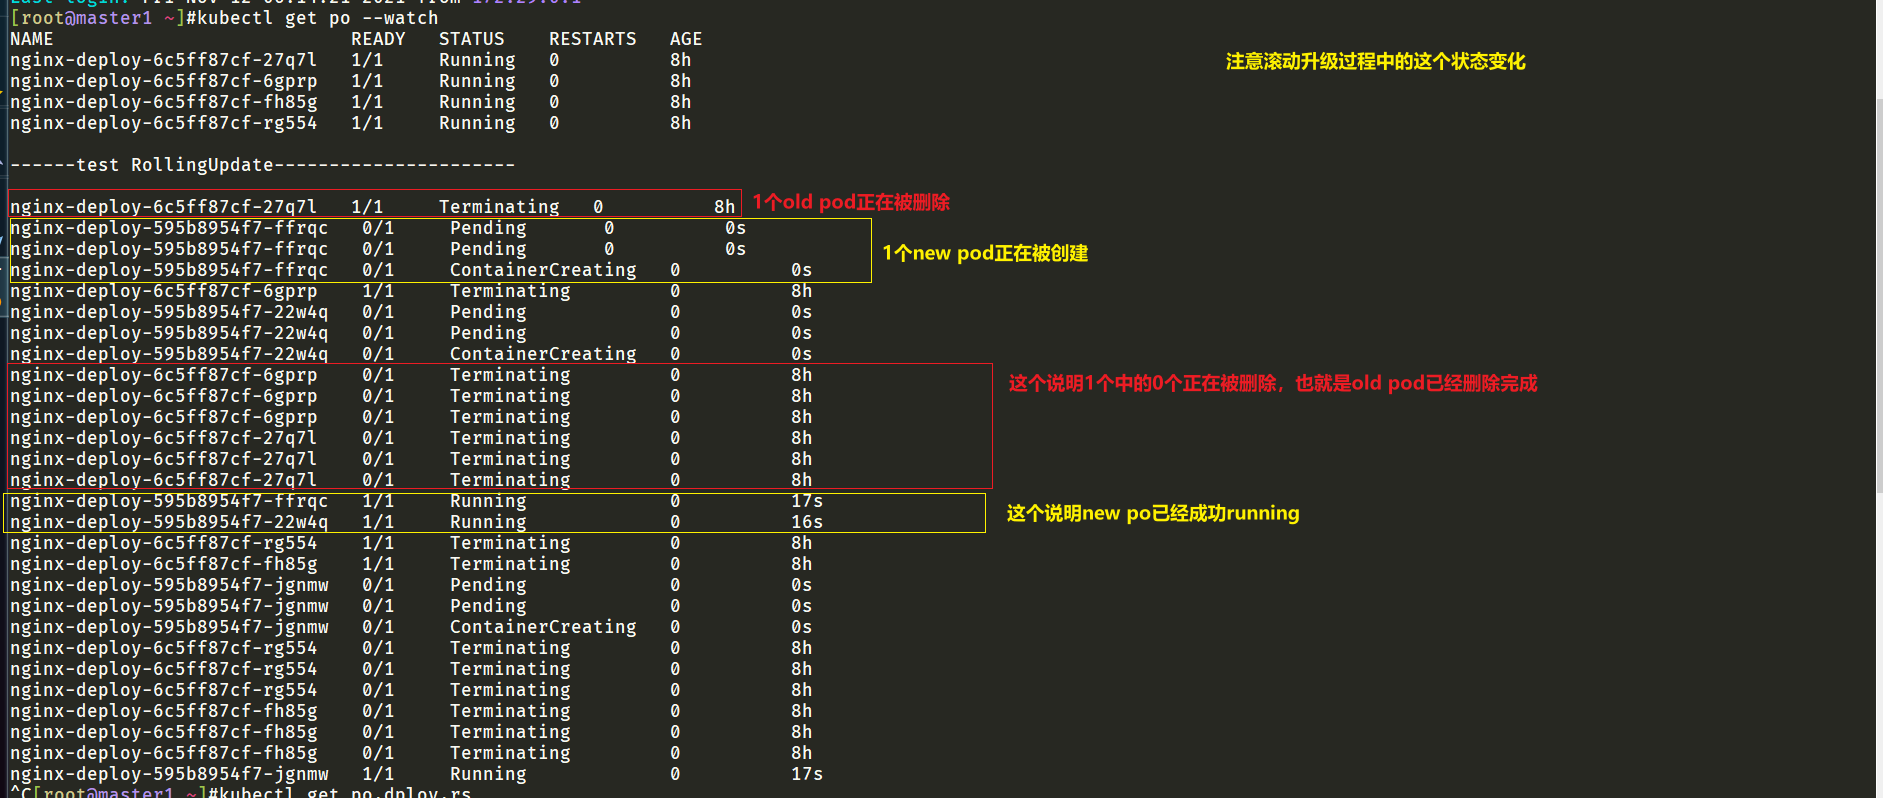 Last login: Fri Nov 12 06:14:21 2021 from 172.29.6.1
[root@master1 ~]#kubectl get po --watch
NAME READY STATUS RESTARTS AGE
nginx-deploy-6c5ff87cf-27q7l 1/1 Running 0 8h
注意滚动升级过程中的这个状态变化
nginx-deploy-6c5ff87cf-6gprp 1/1 Running 0 8h
nginx-deploy-6c5ff87cf-fh85g 1/1 Running 0 8h
nginx-deploy-6c5ff87cf-rg554 1/1 Running 0 8h
------test RollingUpdate----------------------
nginx-deploy-6c5ff87cf-27q7l 1/1 Terminating 0 8h
1个old pod正在被删除
nginx-deploy-595b8954f7-ffrqc 0/1 Pending 0 0s
nginx-deploy-595b8954f7-ffrqc 0/1 Pending 0 0s
1个new pod正在被创建
nginx-deploy-595b8954f7-ffrqc 0/1 ContainerCreating 0 0s
nginx-deploy-6c5ff87cf-6gprp 1/1 Terminating 0 8h
nginx-deploy-595b8954f7-22w4q 0/1 Pending 0 0s
nginx-deploy-595b8954f7-22w4q 0/1 Pending 0 0s
nginx-deploy-595b8954f7-22w4q 0/1 ContainerCreating 0 0s
nginx-deploy-6c5ff87cf-6gprp 0/1 Terminating 0 8h
这个说明1个中的0个正在被删除，也就是old pod已经删除完成
nginx-deploy-6c5ff87cf-6gprp 0/1 Terminating 0 8h
nginx-deploy-6c5ff87cf-6gprp 0/1 Terminating 0 8h
nginx-deploy-6c5ff87cf-27q7l 0/1 Terminating 0 8h
nginx-deploy-6c5ff87cf-27q7l 0/1 Terminating 0 8h
nginx-deploy-6c5ff87cf-27q7l 0/1 Terminating 0 8h
nginx-deploy-595b8954f7-ffrqc 1/1 Running 0 17s
这个说明new po已经成功running
nginx-deploy-595b8954f7-22w4q 1/1 Running 0 16s
nginx-deploy-6c5ff87cf-rg554 1/1 Terminating 0 8h
nginx-deploy-6c5ff87cf-fh85g 1/1 Terminating 0 8h
nginx-deploy-595b8954f7-jgnmw 0/1 Pending 0 0s
nginx-deploy-595b8954f7-jgnmw 0/1 Pending 0 0s
nginx-deploy-595b8954f7-jgnmw 0/1 ContainerCreating 0 0s
nginx-deploy-6c5ff87cf-rg554 0/1 Terminating 0 8h
nginx-deploy-6c5ff87cf-rg554 0/1 Terminating 0 8h
nginx-deploy-6c5ff87cf-rg554 0/1 Terminating 0 8h
nginx-deploy-6c5ff87cf-fh85g 0/1 Terminating 0 8h
nginx-deploy-6c5ff87cf-fh85g 0/1 Terminating 0 8h
nginx-deploy-6c5ff87cf-fh85g 0/1 Terminating 0 8h
nginx-deploy-595b8954f7-jgnmw 1/1 Running 0 17s
^C[root@master1 ~]#kubectl get po,dploy,rs